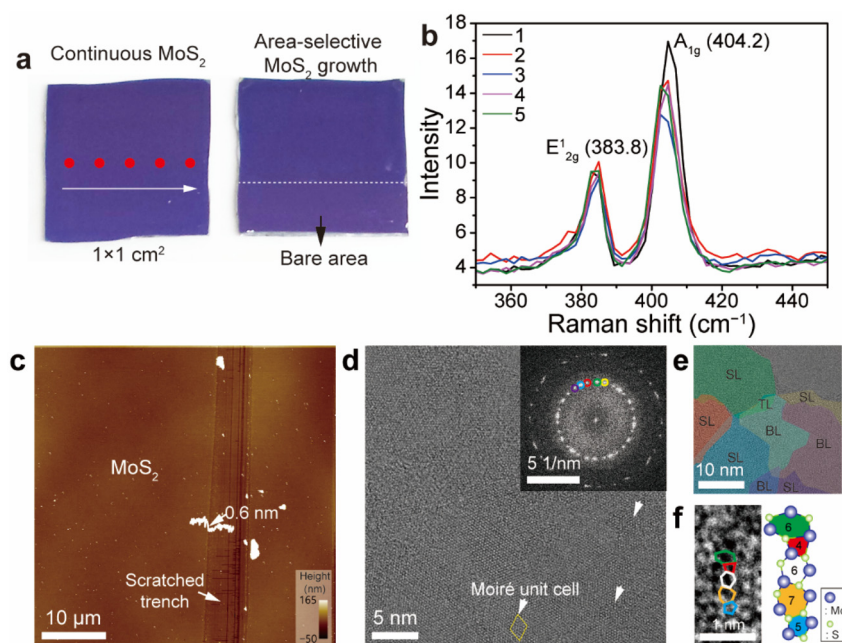 a
Continuous MoS₂
Area-selective
MoS₂ growth
1×1 cm²
Bare area
b
Intensity
18
16
14
12
10
8
6
4
1
2
3
4
5
E¹₂g (383.8)
A₁g (404.2)
360
380
400
420
440
Raman shift (cm⁻¹)
c
MoS₂
0.6 nm
Scratched
trench
10 µm
Height
(nm)
165
−50
d
5 1/nm
Moiré unit cell
5 nm
e
SL
SL
TL
SL
BL
BL
SL
BL
SL
10 nm
f
1 nm
6
4
6
7
5
: S